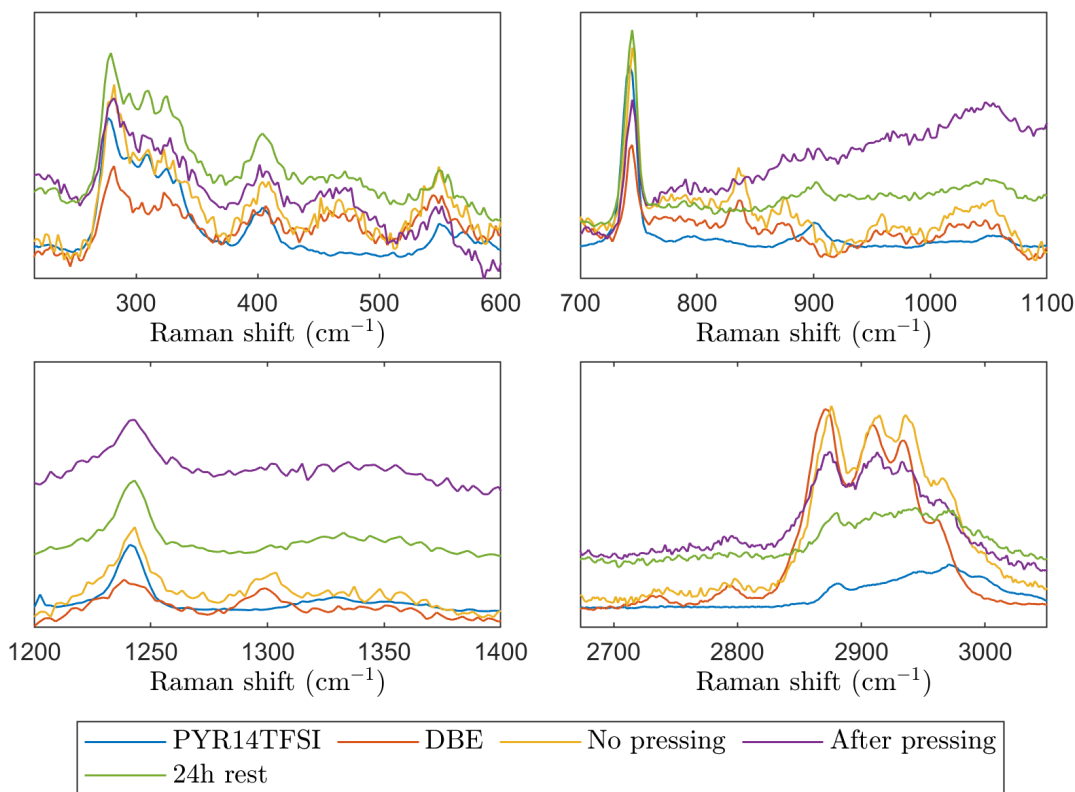 300 400 500 600
Raman shift (cm⁻¹)
700 800 900 1000 1100
Raman shift (cm⁻¹)
1200 1250 1300 1350 1400
Raman shift (cm⁻¹)
2700 2800 2900 3000
Raman shift (cm⁻¹)
PYR14TFSI DBE No pressing After pressing
24h rest